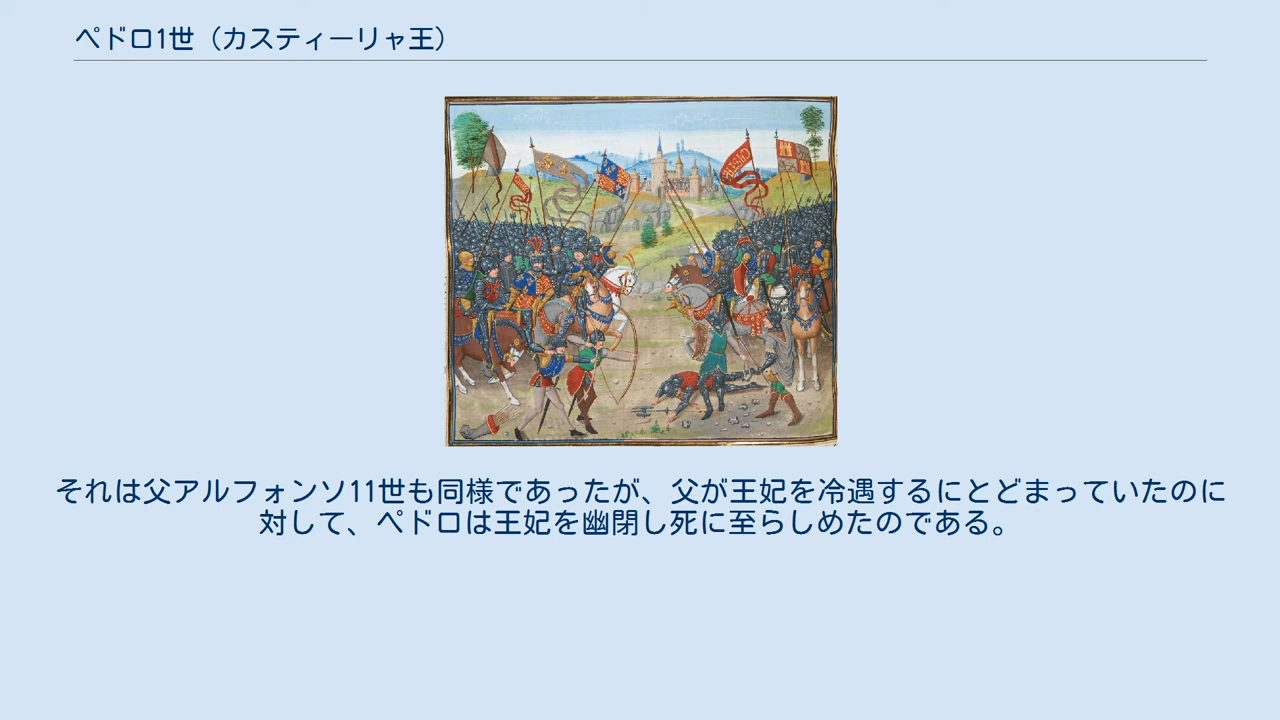 ペドロ1世（カスティーリャ王）
それは父アルフォンソ11世も同様であったが、父が王妃を冷遇するにとどまっていたのに
対して、ペドロは王妃を幽閉し死に至らしめたのである。